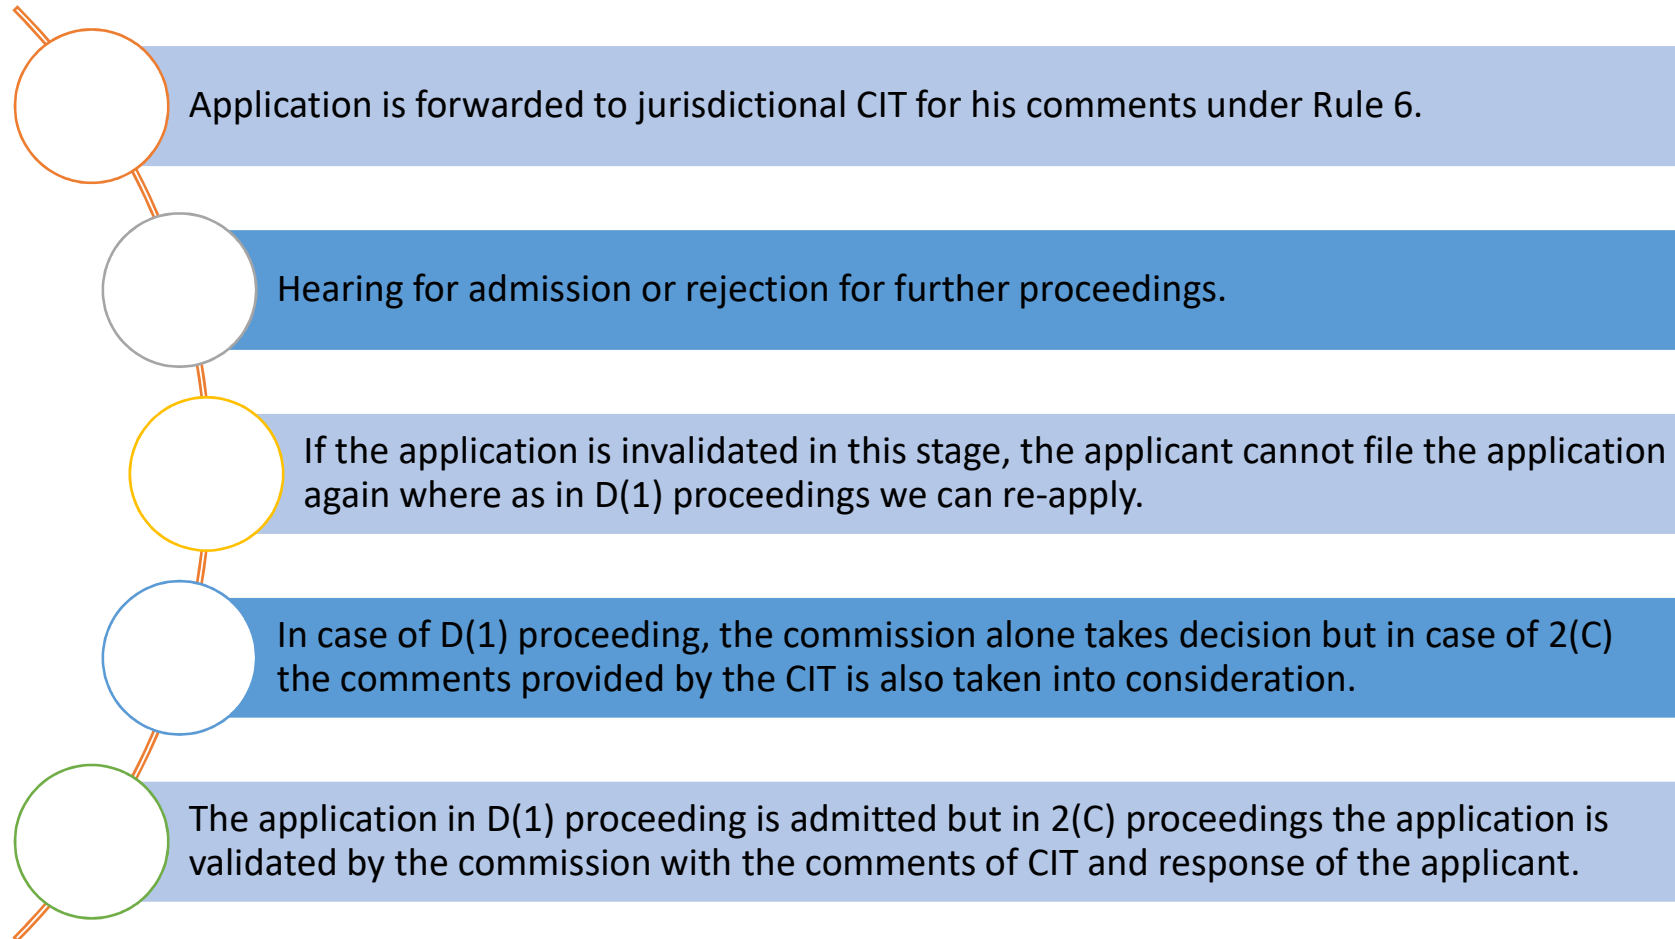 Application is forwarded to jurisdictional CIT for his comments under Rule 6.
Hearing for admission or rejection for further proceedings.
If the application is invalidated in this stage, the applicant cannot file the application
again where as in D(1) proceedings we can re-apply.
In case of D(1) proceeding, the commission alone takes decision but in case of 2(C)
the comments provided by the CIT is also taken into consideration.
The application in D(1) proceeding is admitted but in 2(C) proceedings the application is
validated by the commission with the comments of CIT and response of the applicant.